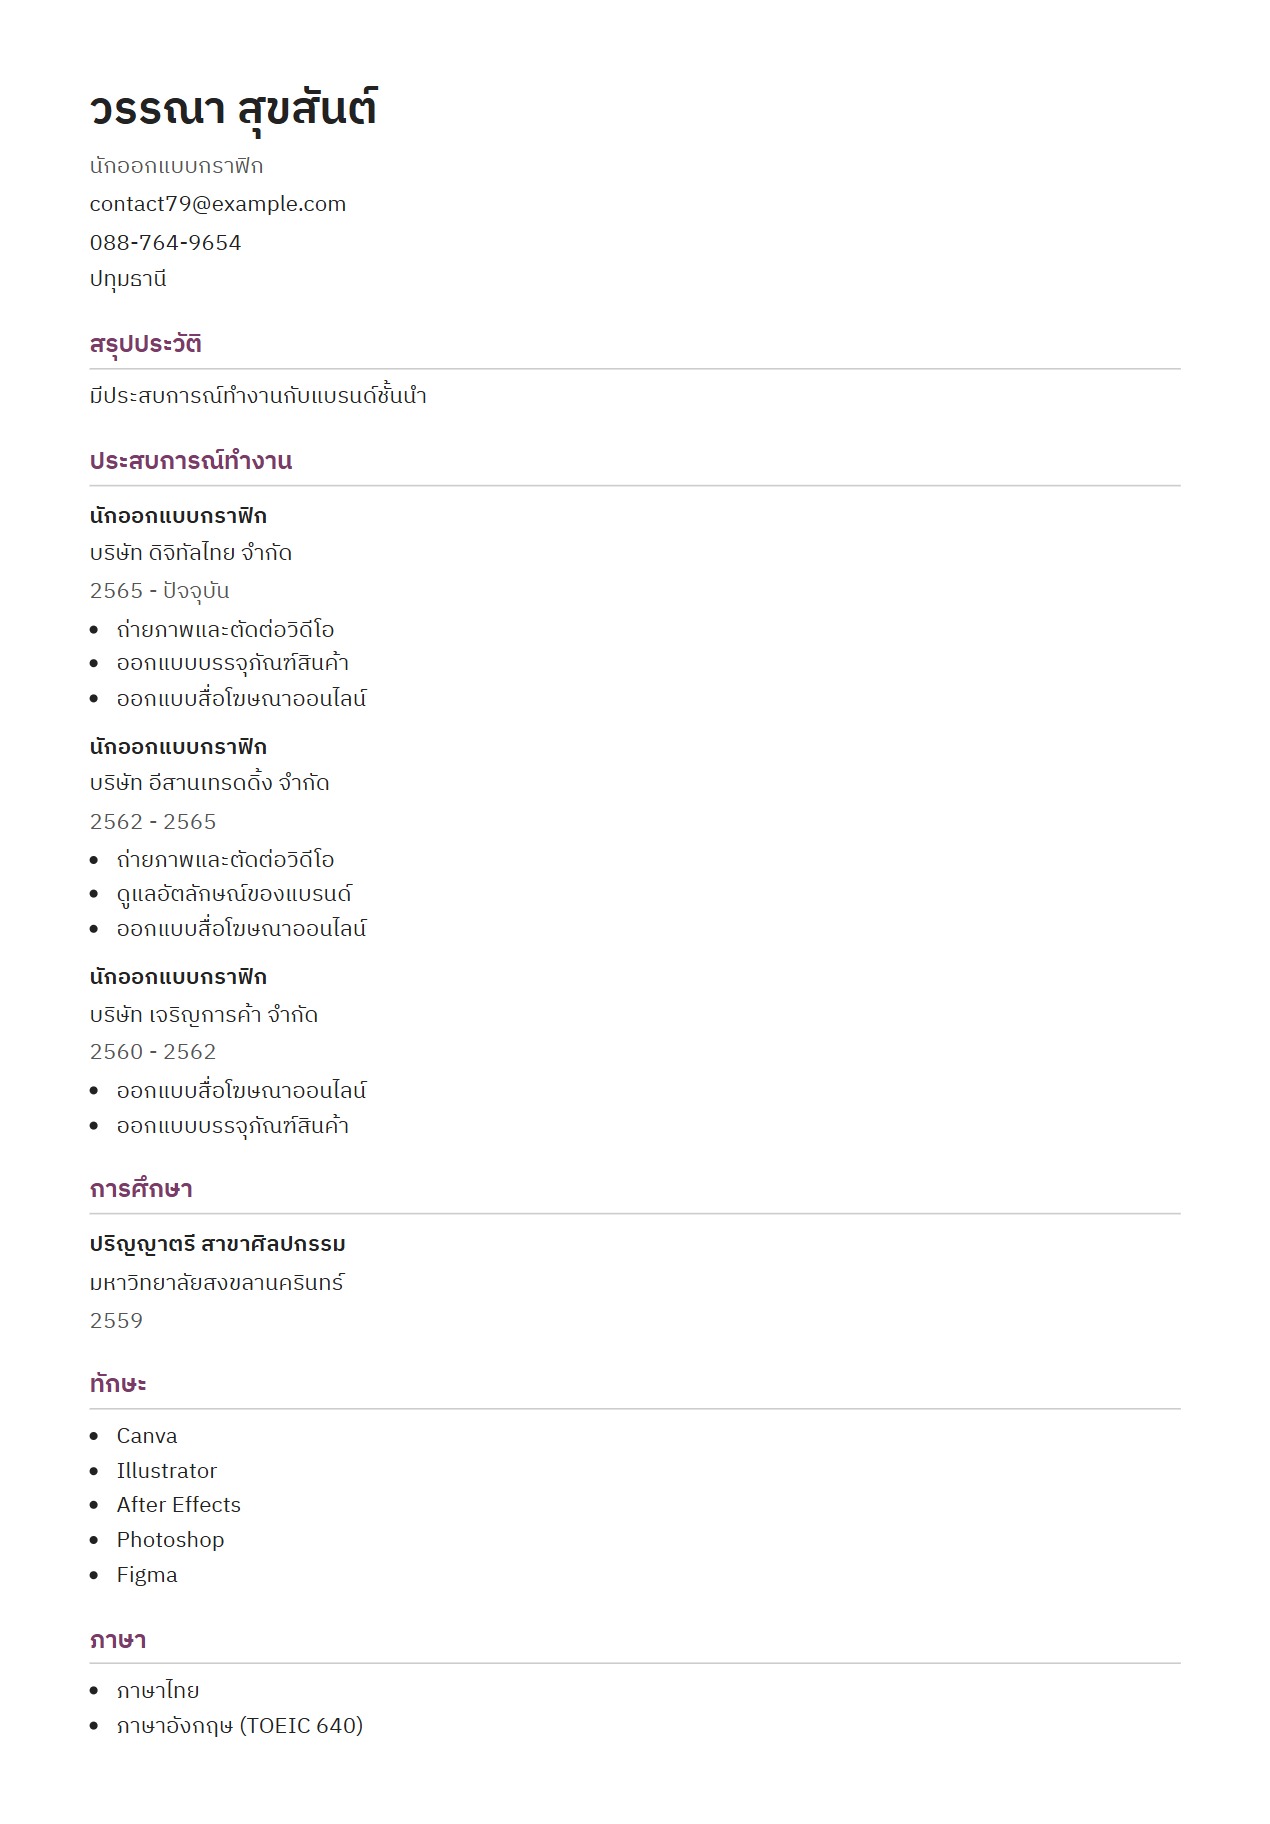 วรรณา สุขสันต์
นักออกแบบกราฟิก
contact79@example.com
088-764-9654
ปทุมธานี
สรุปประวัติ
มีประสบการณ์ทำงานกับแบรนด์ชั้นนำ
ประสบการณ์ทำงาน
นักออกแบบกราฟิก
บริษัท ดิจิทัลไทย จำกัด
2565 - ปัจจุบัน
• ถ่ายภาพและตัดต่อวิดีโอ
• ออกแบบบรรจุภัณฑ์สินค้า
• ออกแบบสื่อโฆษณาออนไลน์
นักออกแบบกราฟิก
บริษัท อีสานเทรดดิ้ง จำกัด
2562 - 2565
• ถ่ายภาพและตัดต่อวิดีโอ
• ดูแลอัตลักษณ์ของแบรนด์
• ออกแบบสื่อโฆษณาออนไลน์
นักออกแบบกราฟิก
บริษัท เจริญการค้า จำกัด
2560 - 2562
• ออกแบบสื่อโฆษณาออนไลน์
• ออกแบบบรรจุภัณฑ์สินค้า
การศึกษา
ปริญญาตรี สาขาศิลปกรรม
มหาวิทยาลัยสงขลานครินทร์
2559
ทักษะ
• Canva
• Illustrator
• After Effects
• Photoshop
• Figma
ภาษา
• ภาษาไทย
• ภาษาอังกฤษ (TOEIC 640)